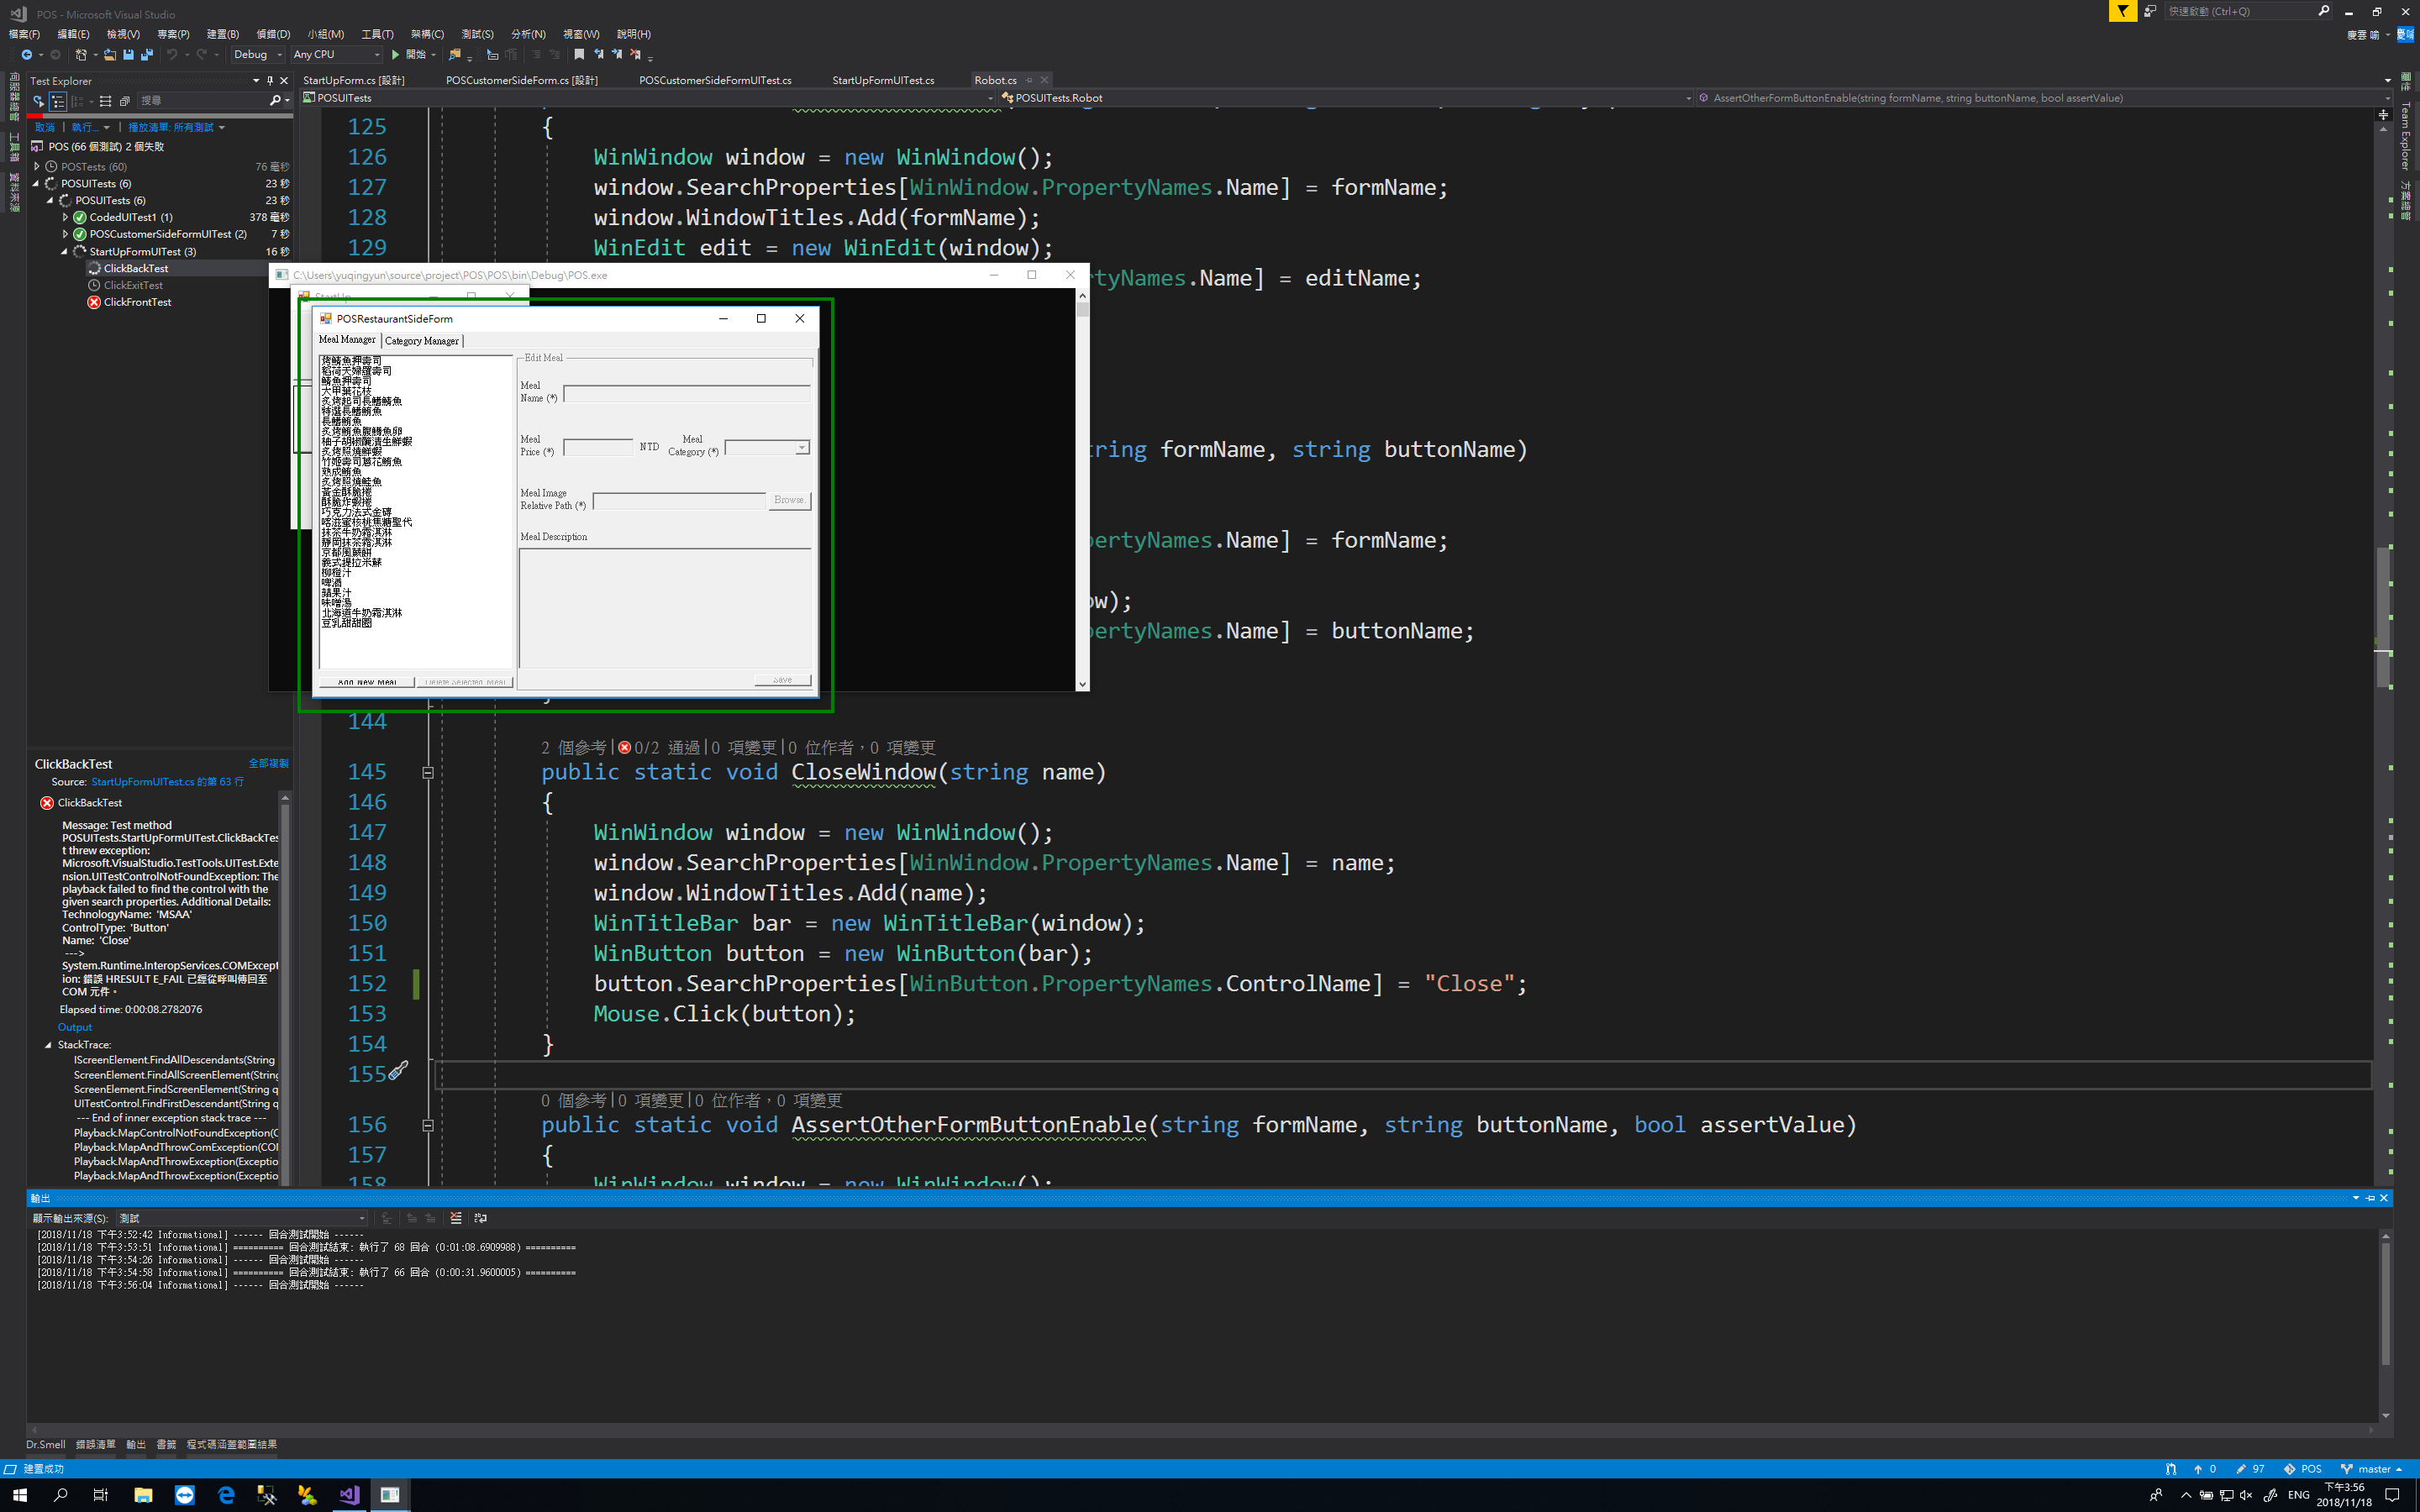 POS - Microsoft Visual Studio
快速啟動 (Ctrl+Q)
檔案(F) 編輯(E) 檢視(V) 專案(P) 建置(B) 偵錯(D) 小組(M) 工具(T) 架構(C) 測試(S) 分析(N) 視窗(W) 說明(H)
慶雲 喻
Debug Any CPU 開始
Test Explorer
StartUpForm.cs [設計] POSCustomerSideForm.cs [設計] POSCustomerSideFormUITest.cs StartUpFormUITest.cs Robot.cs
搜尋
POSUITests POSUITests.Robot AssertOtherFormButtonEnable(string formName, string buttonName, bool assertValue)
取消 執行... 播放清單: 所有測試
POS (66 個測試) 2 個失敗
POSTests (60) 76 毫秒
POSUITests (6) 23 秒
POSUITests (6) 23 秒
CodedUITest1 (1) 378 毫秒
POSCustomerSideFormUITest (2) 7 秒
StartUpFormUITest (3) 16 秒
ClickBackTest
ClickExitTest
ClickFrontTest
Team Explorer
125 {
126 WinWindow window = new WinWindow();
127 window.SearchProperties[WinWindow.PropertyNames.Name] = formName;
128 window.WindowTitles.Add(formName);
129 WinEdit edit = new WinEdit(window);
rtyNames.Name] = editName;
tring formName, string buttonName)
pertyNames.Name] = formName;
ow);
pertyNames.Name] = buttonName;
C:\Users\yuqingyun\source\project\POS\POS\bin\Debug\POS.exe
StartUp
POSRestaurantSideForm
Meal Manager Category Manager
烤鯖魚押壽司
稻荷天婦羅壽司
鯖魚押壽司
大甲葉花枝
炙烤起司長鰭鮪魚
特選長鰭鮪魚
長鰭鮪魚
炙烤鮪魚腹鱈魚卵
柚子胡椒醃漬生鮮蝦
炙烤照燒鮮蝦
竹姬壽司蔥花鮪魚
熟成鮪魚
炙烤照燒鮭魚
黃金酥脆捲
酥脆炸蝦捲
巧克力法式金磚
喀滋蜜核桃焦糖聖代
抹茶牛奶霜淇淋
靜岡抹茶霜淇淋
京都風蕨餅
義式提拉米蘇
柳橙汁
啤酒
蘋果汁
味噌湯
北海道牛奶霜淇淋
豆乳甜甜圈
Add New Meal Delete Selected Meal
Edit Meal
Meal
Name (*)
Meal
Price (*) NTD
Meal
Category (*)
Meal Image
Relative Path (*) Browse
Meal Description
Save
144
2 個參考|0/2 通過|0 項變更|0 位作者，0 項變更
145 public static void CloseWindow(string name)
146 {
147 WinWindow window = new WinWindow();
148 window.SearchProperties[WinWindow.PropertyNames.Name] = name;
149 window.WindowTitles.Add(name);
150 WinTitleBar bar = new WinTitleBar(window);
151 WinButton button = new WinButton(bar);
152 button.SearchProperties[WinButton.PropertyNames.ControlName] = "Close";
153 Mouse.Click(button);
154 }
155
0 個參考|0 項變更|0 位作者，0 項變更
156 public static void AssertOtherFormButtonEnable(string formName, string buttonName, bool assertValue)
157 {
158 WinWindow window = new WinWindow();
ClickBackTest 全部複製
Source: StartUpFormUITest.cs 的第 63 行
ClickBackTest
Message: Test method
POSUITests.StartUpFormUITest.ClickBackTes
t threw exception:
Microsoft.VisualStudio.TestTools.UITest.Exte
nsion.UITestControlNotFoundException: The
playback failed to find the control with the
given search properties. Additional Details:
TechnologyName: 'MSAA'
ControlType: 'Button'
Name: 'Close'
--->
System.Runtime.InteropServices.COMExcept
ion: 錯誤 HRESULT E_FAIL 已經從呼叫傳回至
COM 元件。
Elapsed time: 0:00:08.2782076
Output
StackTrace:
IScreenElement.FindAllDescendants(String
ScreenElement.FindAllScreenElement(String
ScreenElement.FindScreenElement(String q
UITestControl.FindFirstDescendant(String q
--- End of inner exception stack trace ---
Playback.MapControlNotFoundException(C
Playback.MapAndThrowComException(COI
Playback.MapAndThrowException(Exceptio
Playback.MapAndThrowException(Exceptio
輸出
顯示輸出來源(S): 測試
[2018/11/18 下午3:52:42 Informational] ------ 回合測試開始 ------
[2018/11/18 下午3:53:51 Informational] ========== 回合測試結束: 執行了 68 回合 (0:01:08.6909988) ==========
[2018/11/18 下午3:54:26 Informational] ------ 回合測試開始 ------
[2018/11/18 下午3:54:58 Informational] ========== 回合測試結束: 執行了 66 回合 (0:00:31.9600005) ==========
[2018/11/18 下午3:56:04 Informational] ------ 回合測試開始 ------
Dr.Smell 錯誤清單 輸出 書籤 程式碼涵蓋範圍結果
建置成功
0 97 POS master
ENG
下午3:56
2018/11/18